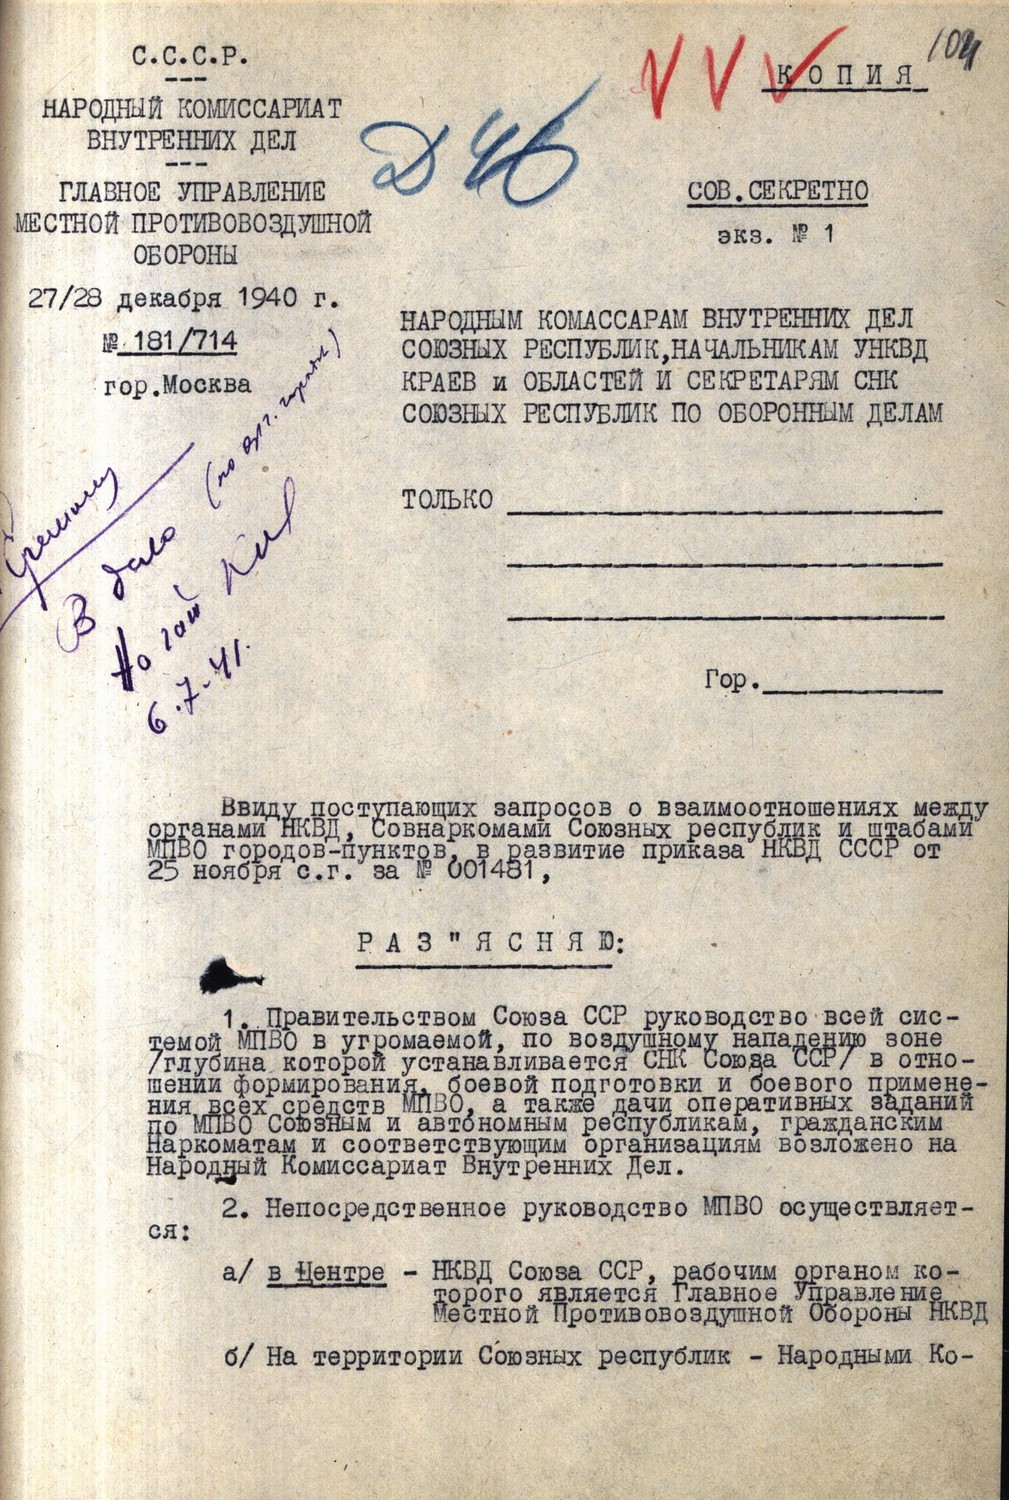 С.С.С.Р.
НАРОДНЫЙ КОМИССАРИАТ
ВНУТРЕННИХ ДЕЛ
ГЛАВНОЕ УПРАВЛЕНИЕ
МЕСТНОЙ ПРОТИВОВОЗДУШНОЙ
ОБОРОНЫ
27/28 декабря 1940 г.
№ 181/714
гор.Москва
104
К О П И Я
Д 46
СОВ.СЕКРЕТНО
экз. № 1
НАРОДНЫМ КОМАССАРАМ ВНУТРЕННИХ ДЕЛ
СОЮЗНЫХ РЕСПУБЛИК,НАЧАЛЬНИКАМ УНКВД
КРАЕВ и ОБЛАСТЕЙ И СЕКРЕТАРЯМ СНК
СОЮЗНЫХ РЕСПУБЛИК ПО ОБОРОННЫМ ДЕЛАМ
ТОЛЬКО
Гор.
В дело
6.7.41.
Ввиду поступающих запросов о взаимоотношениях между
органами НКВД, Совнаркомами Союзных республик и штабами
МПВО городов-пунктов, в развитие приказа НКВД СССР от
25 ноября с.г. за № 001481,
Р А З " Я С Н Я Ю:
1. Правительством Союза ССР руководство всей сис-
темой МПВО в угромаемой, по воздушному нападению зоне
/глубина которой устанавливается СНК Союза ССР/ в отно-
шении формирования, боевой подготовки и боевого примене-
ния всех средств МПВО, а также дачи оперативных заданий
по МПВО Союзным и автономным республикам, гражданским
Наркоматам и соответствующим организациям возложено на
Народный Комиссариат Внутренних Дел.
2. Непосредственное руководство МПВО осуществляет-
ся:
а/ в Центре - НКВД Союза ССР, рабочим органом ко-
торого является Главное Управление
Местной Противовоздушной Обороны НКВД
б/ На территории Союзных республик - Народными Ко-